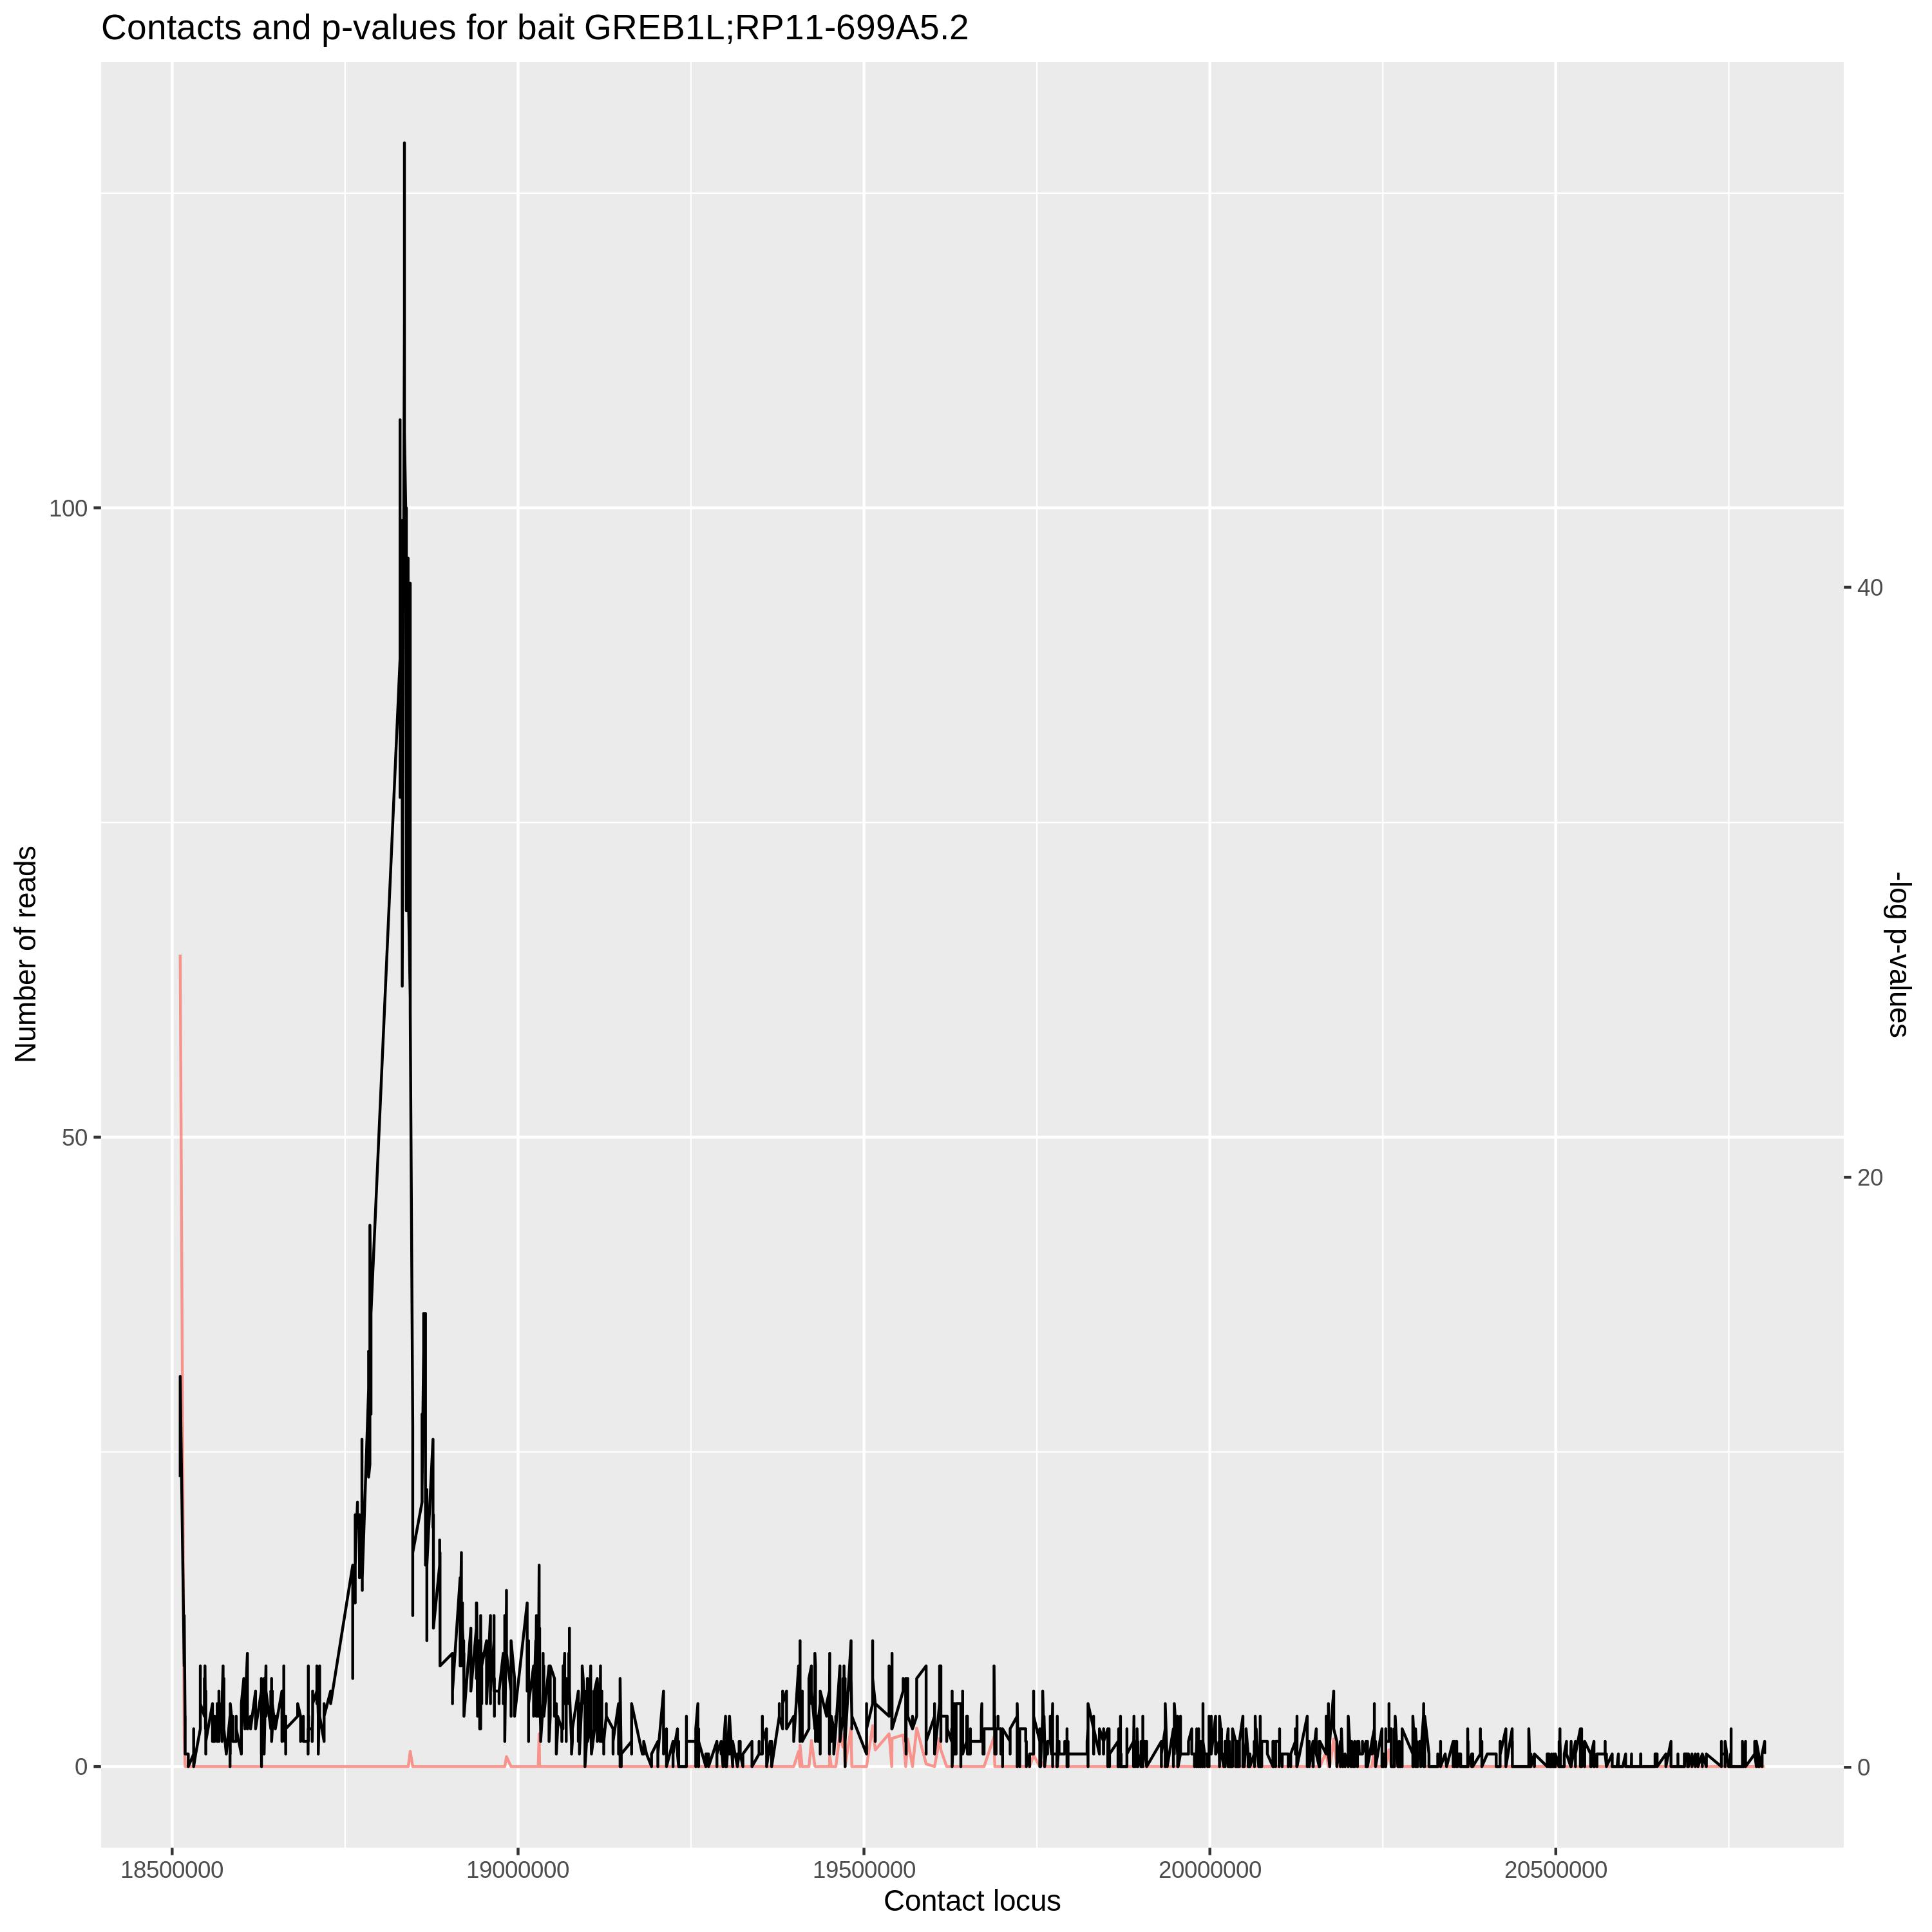 Contacts and p-values for bait GREB1L;RP11-699A5.2
Number of reads
100
50
0
40
20
0
-log p-values
18500000 19000000 19500000 20000000 20500000
Contact locus